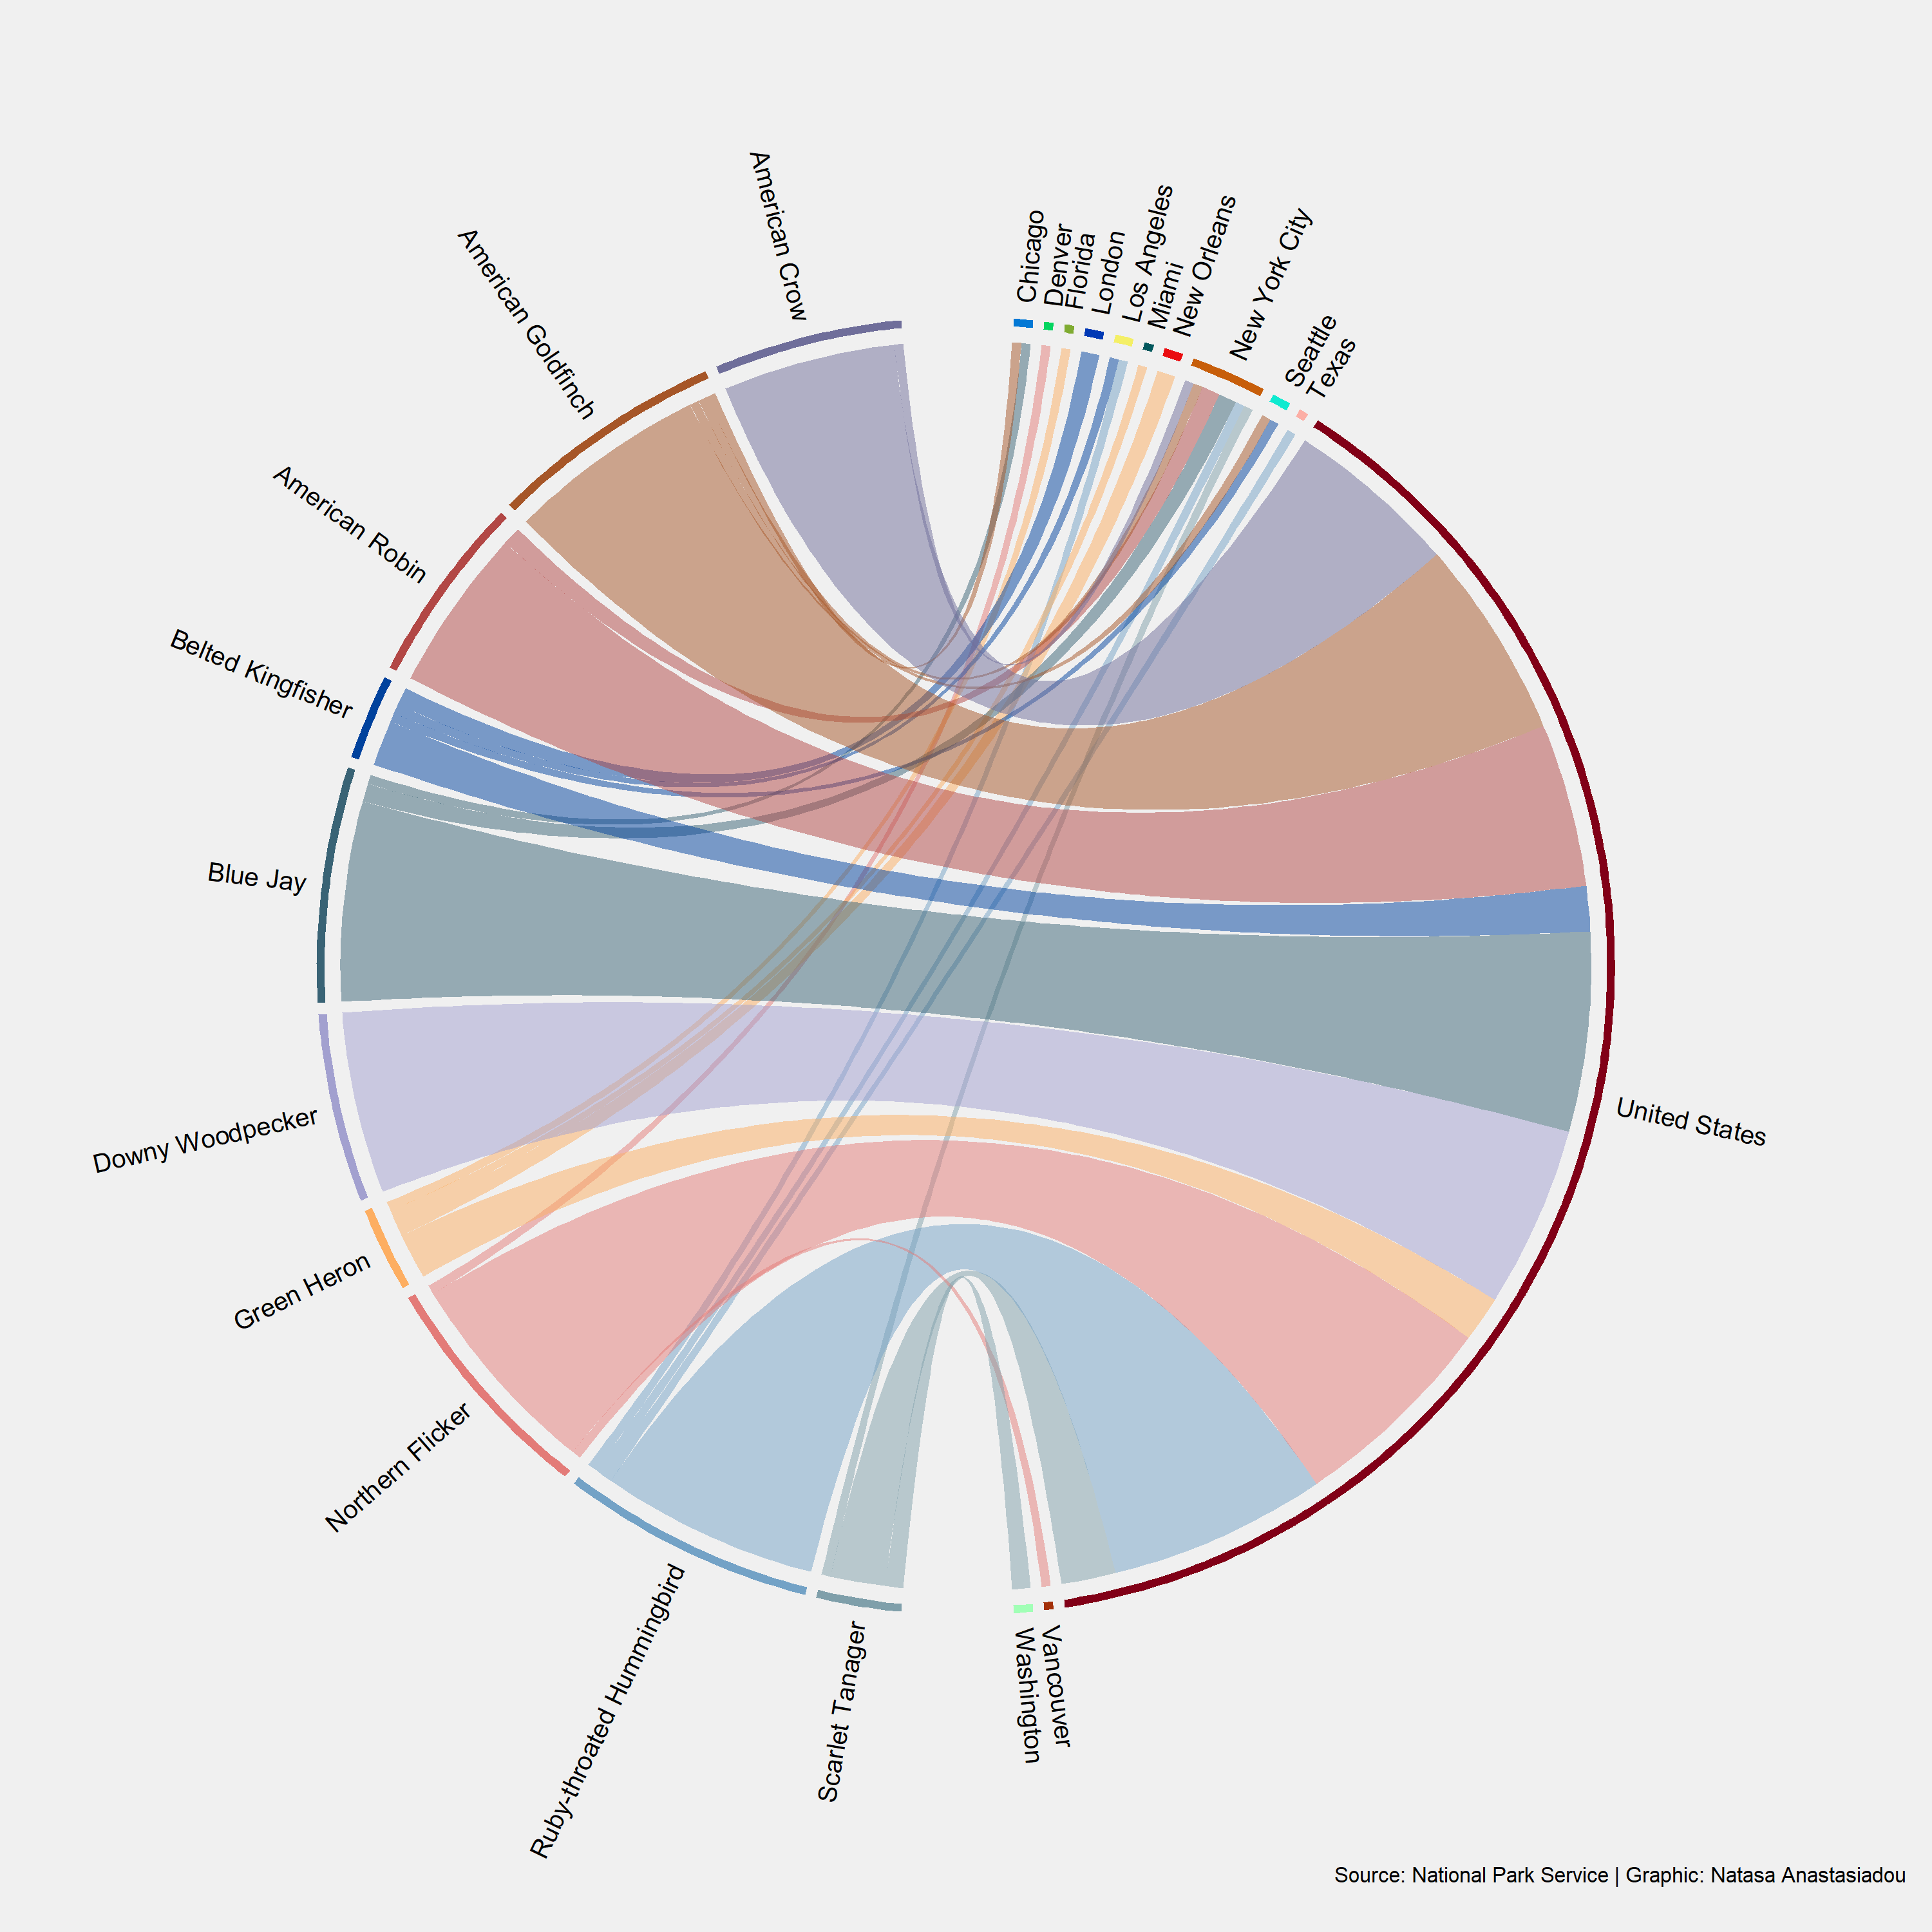 American Crow
American Goldfinch
American Robin
Belted Kingfisher
Blue Jay
Downy Woodpecker
Green Heron
Northern Flicker
Ruby-throated Hummingbird
Scarlet Tanager
Chicago
Denver
Florida
London
Los Angeles
Miami
New Orleans
New York City
Seattle
Texas
United States
Vancouver
Washington
Source: National Park Service | Graphic: Natasa Anastasiadou